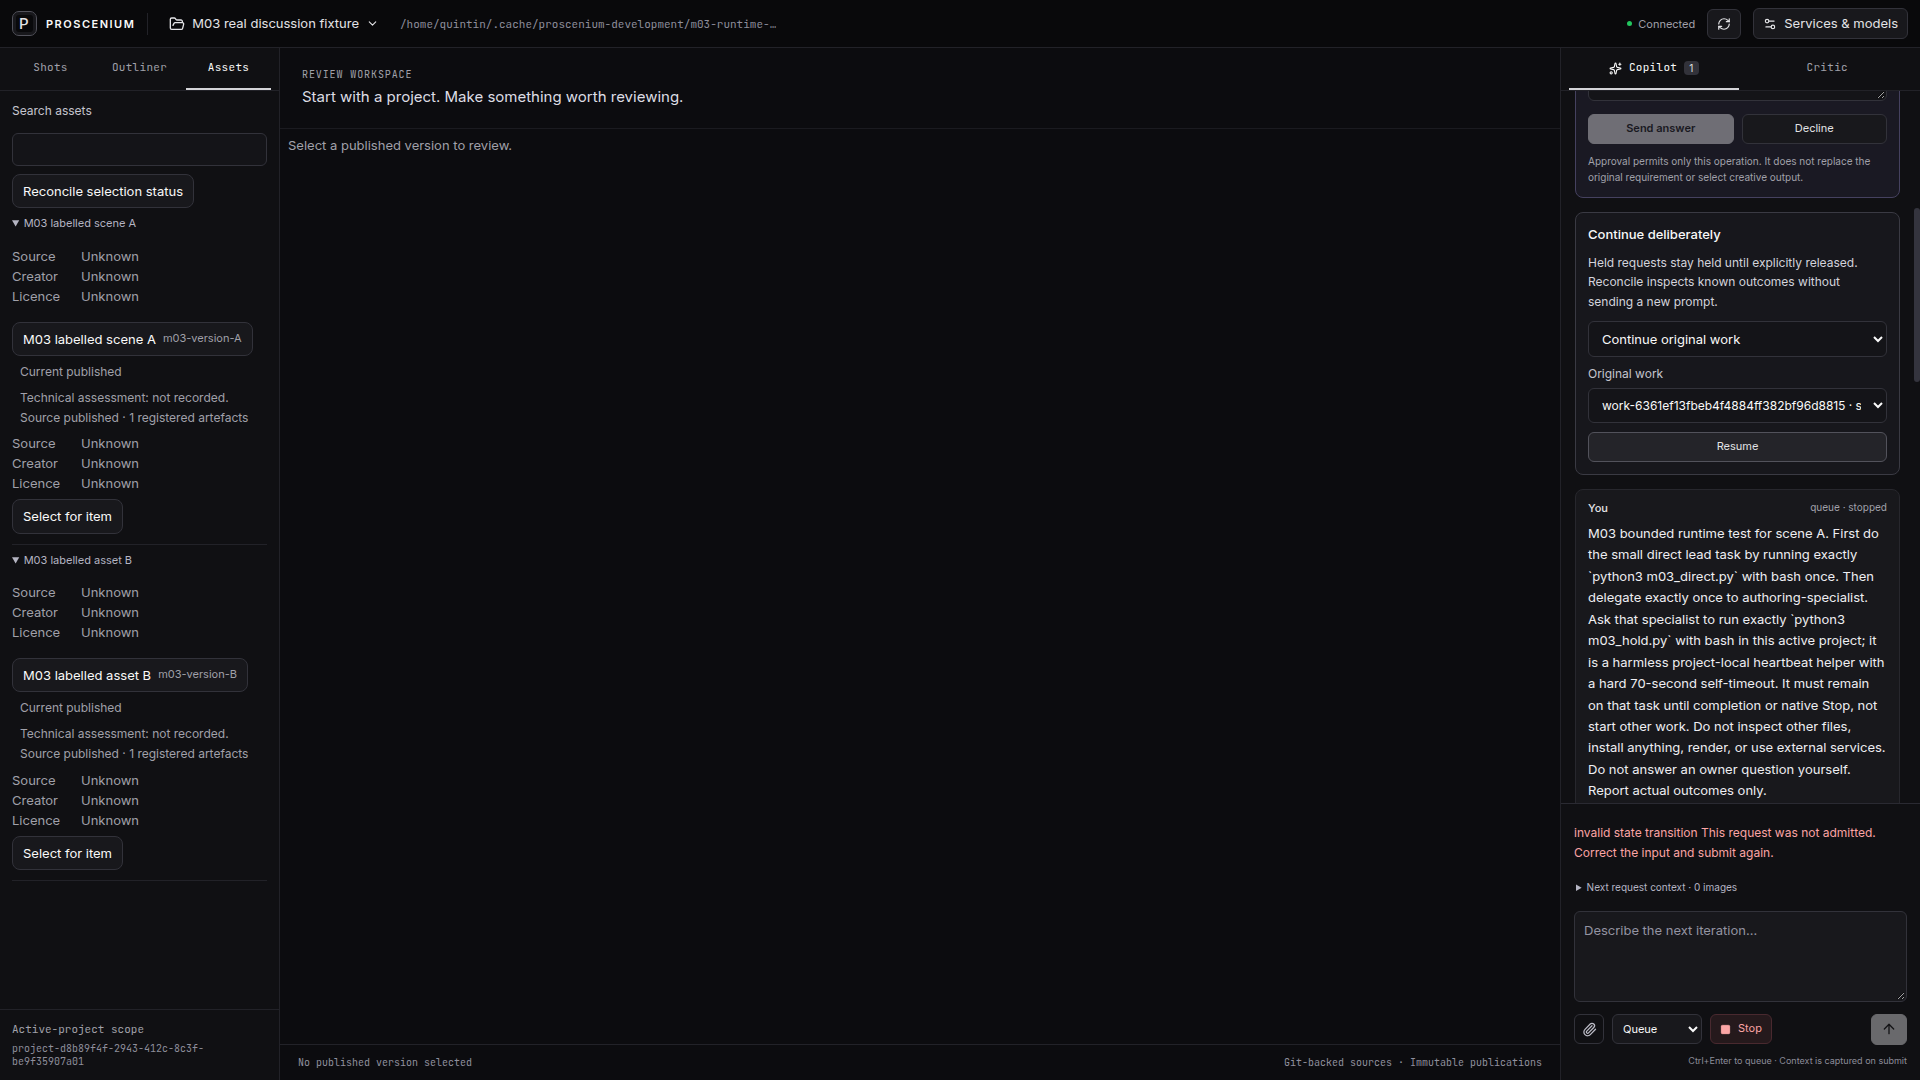 P PROSCENIUM M03 real discussion fixture /home/quintin/.cache/proscenium-development/m03-runtime-… Connected Services & models
Shots Outliner Assets
Search assets
Reconcile selection status
M03 labelled scene A
Source Unknown
Creator Unknown
Licence Unknown
M03 labelled scene A m03-version-A
Current published
Technical assessment: not recorded.
Source published · 1 registered artefacts
Source Unknown
Creator Unknown
Licence Unknown
Select for item
M03 labelled asset B
Source Unknown
Creator Unknown
Licence Unknown
M03 labelled asset B m03-version-B
Current published
Technical assessment: not recorded.
Source published · 1 registered artefacts
Source Unknown
Creator Unknown
Licence Unknown
Select for item
Active-project scope
project-d8b89f4f-2943-412c-8c3f-
be9f35907a01
REVIEW WORKSPACE
Start with a project. Make something worth reviewing.
Select a published version to review.
No published version selected Git-backed sources · Immutable publications
Copilot 1 Critic
Send answer Decline
Approval permits only this operation. It does not replace the
original requirement or select creative output.
Continue deliberately
Held requests stay held until explicitly released.
Reconcile inspects known outcomes without
sending a new prompt.
Continue original work
Original work
work-6361ef13fbeb4f4884ff382bf96d8815 · s
Resume
You queue · stopped
M03 bounded runtime test for scene A. First do
the small direct lead task by running exactly
`python3 m03_direct.py` with bash once. Then
delegate exactly once to authoring-specialist.
Ask that specialist to run exactly `python3
m03_hold.py` with bash in this active project; it
is a harmless project-local heartbeat helper with
a hard 70-second self-timeout. It must remain
on that task until completion or native Stop, not
start other work. Do not inspect other files,
install anything, render, or use external services.
Do not answer an owner question yourself.
Report actual outcomes only.
invalid state transition This request was not admitted.
Correct the input and submit again.
Next request context · 0 images
Describe the next iteration...
Queue Stop
Ctrl+Enter to queue · Context is captured on submit